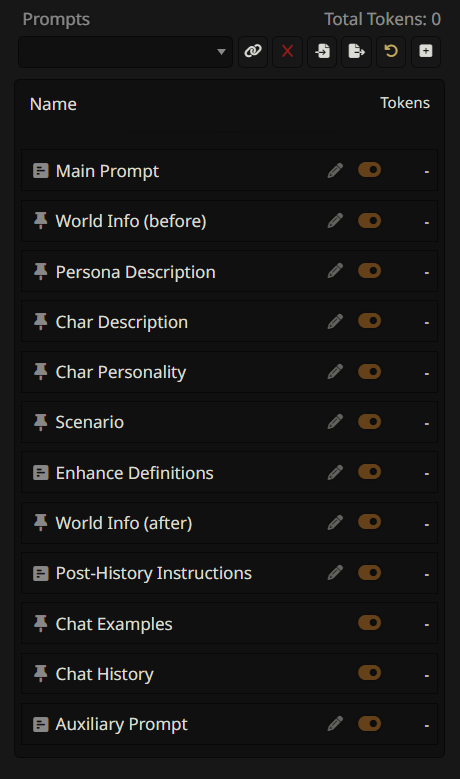 Prompts Total Tokens: 0
Name Tokens
Main Prompt -
World Info (before) -
Persona Description -
Char Description -
Char Personality -
Scenario -
Enhance Definitions -
World Info (after) -
Post-History Instructions -
Chat Examples -
Chat History -
Auxiliary Prompt -